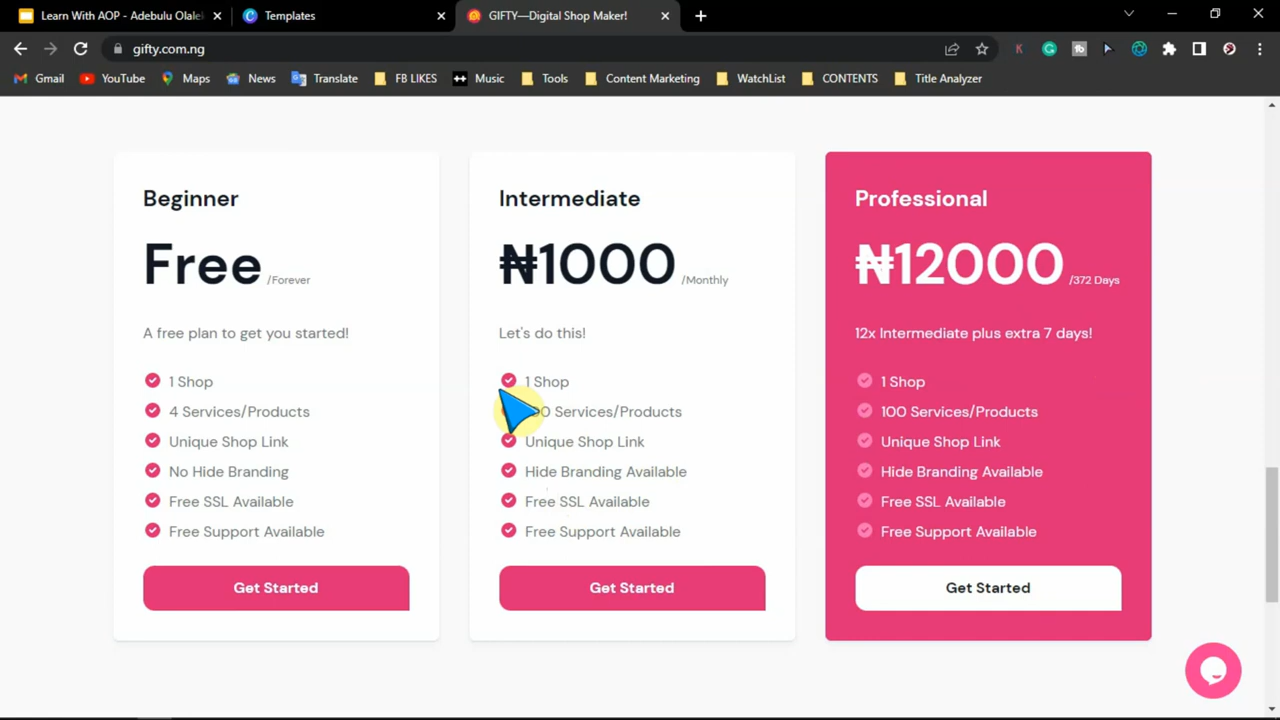 Learn With AOP - Adebulu Olalek
Templates
GIFTY—Digital Shop Maker!
gifty.com.ng
Gmail
YouTube
Maps
News
Translate
FB LIKES
Music
Tools
Content Marketing
WatchList
CONTENTS
Title Analyzer
Beginner
Free /Forever
A free plan to get you started!
1 Shop
4 Services/Products
Unique Shop Link
No Hide Branding
Free SSL Available
Free Support Available
Get Started
Intermediate
₦1000 /Monthly
Let's do this!
1 Shop
Services/Products
Unique Shop Link
Hide Branding Available
Free SSL Available
Free Support Available
Get Started
Professional
₦12000 /372 Days
12x Intermediate plus extra 7 days!
1 Shop
100 Services/Products
Unique Shop Link
Hide Branding Available
Free SSL Available
Free Support Available
Get Started